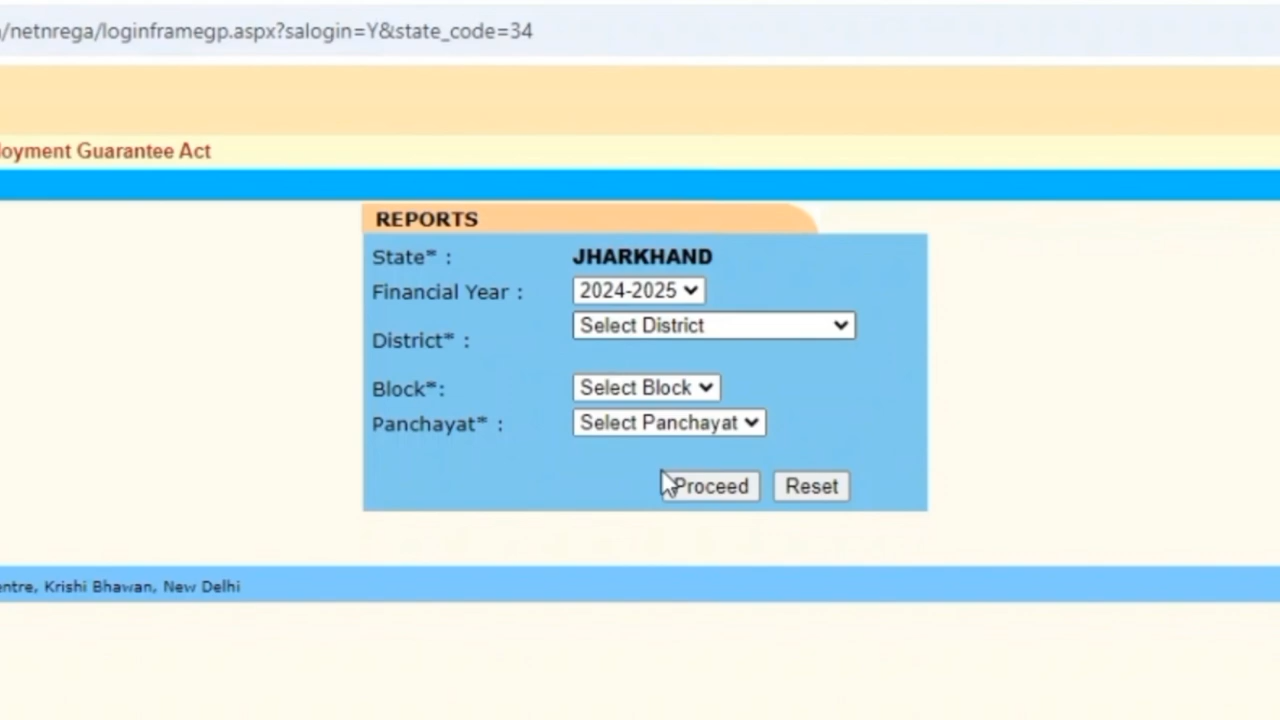 /netnrega/loginframegp.aspx?salogin=Y&state_code=34
loyment Guarantee Act
REPORTS
State* : JHARKHAND
Financial Year : 2024-2025
District* : Select District
Block*: Select Block
Panchayat* : Select Panchayat
Proceed Reset
entre, Krishi Bhawan, New Delhi